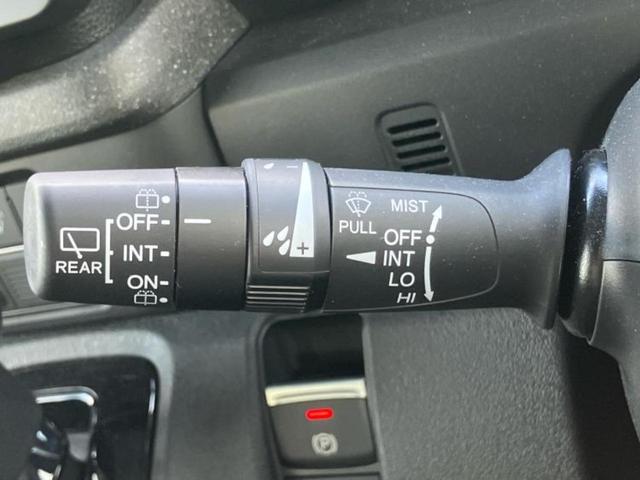 OFF
INT
ON
REAR
- 
+
PULL
MIST
OFF
INT
LO
HI
P